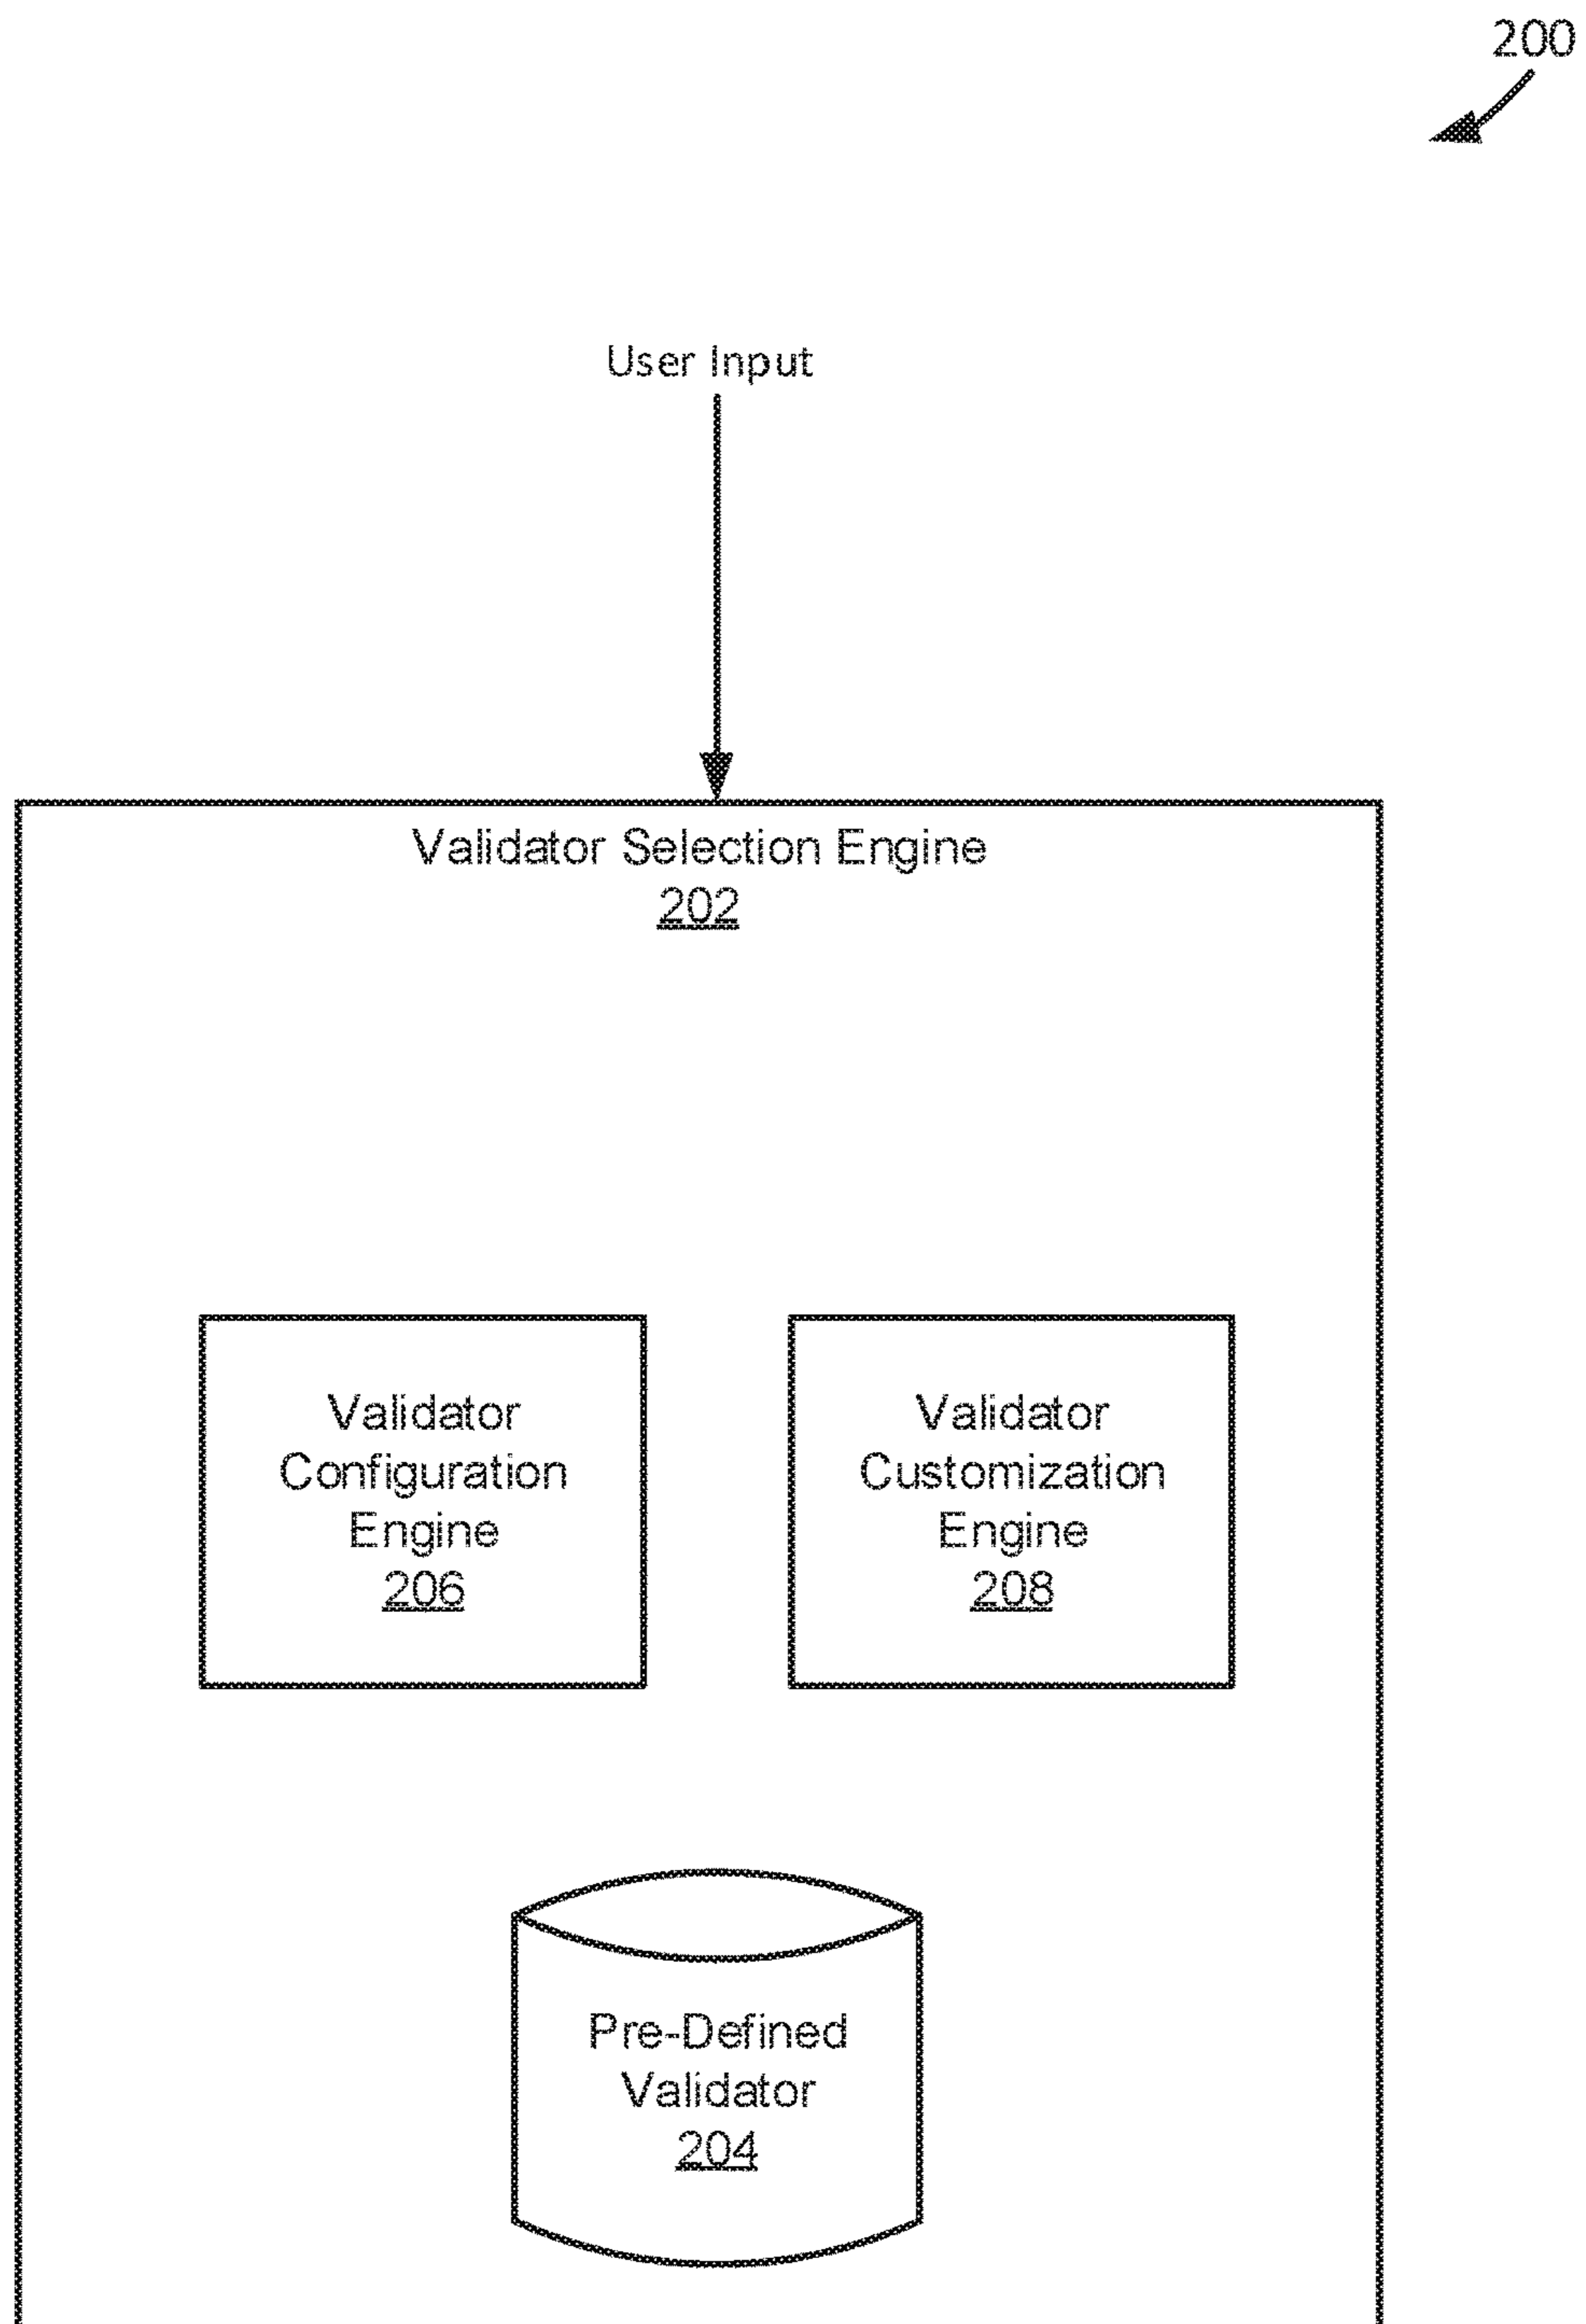 200
User Input
Validator Selection Engine
202
Validator
Configuration
Engine
206
Validator
Customization
Engine
208
Pre-Defined
Validator
204